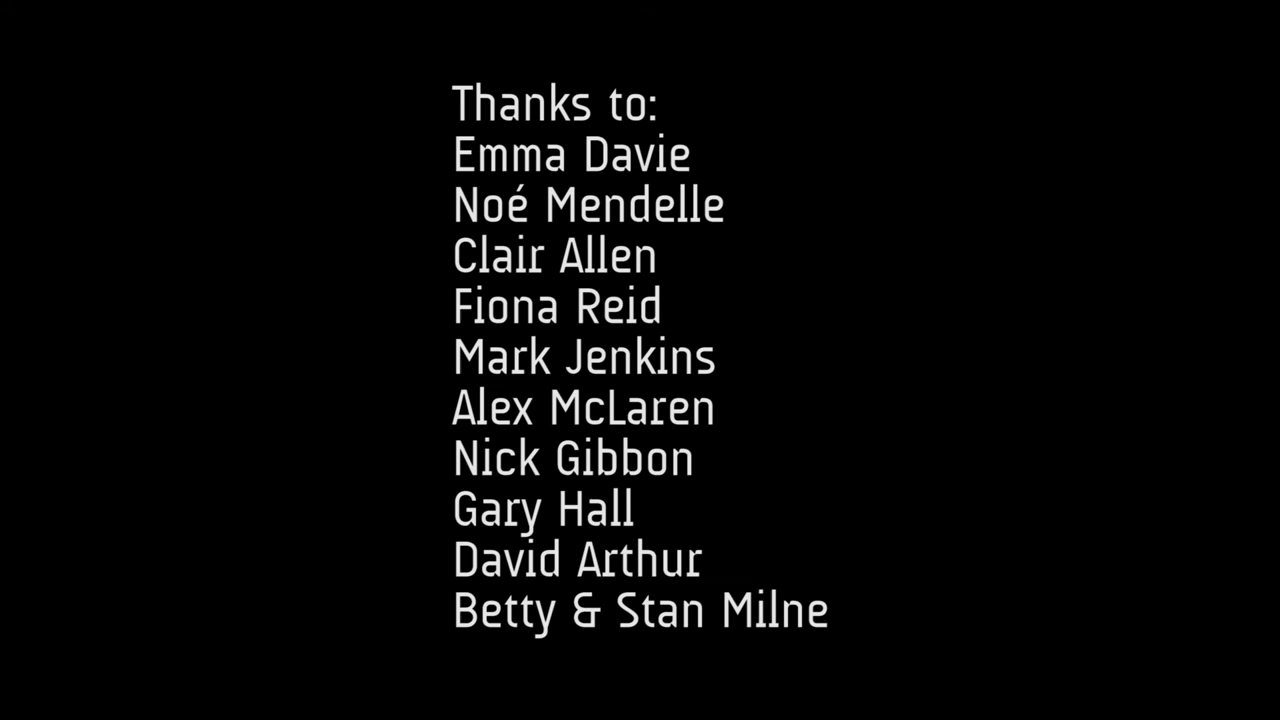 Thanks to:
Emma Davie
Noé Mendelle
Clair Allen
Fiona Reid
Mark Jenkins
Alex McLaren
Nick Gibbon
Gary Hall
David Arthur
Betty & Stan Milne